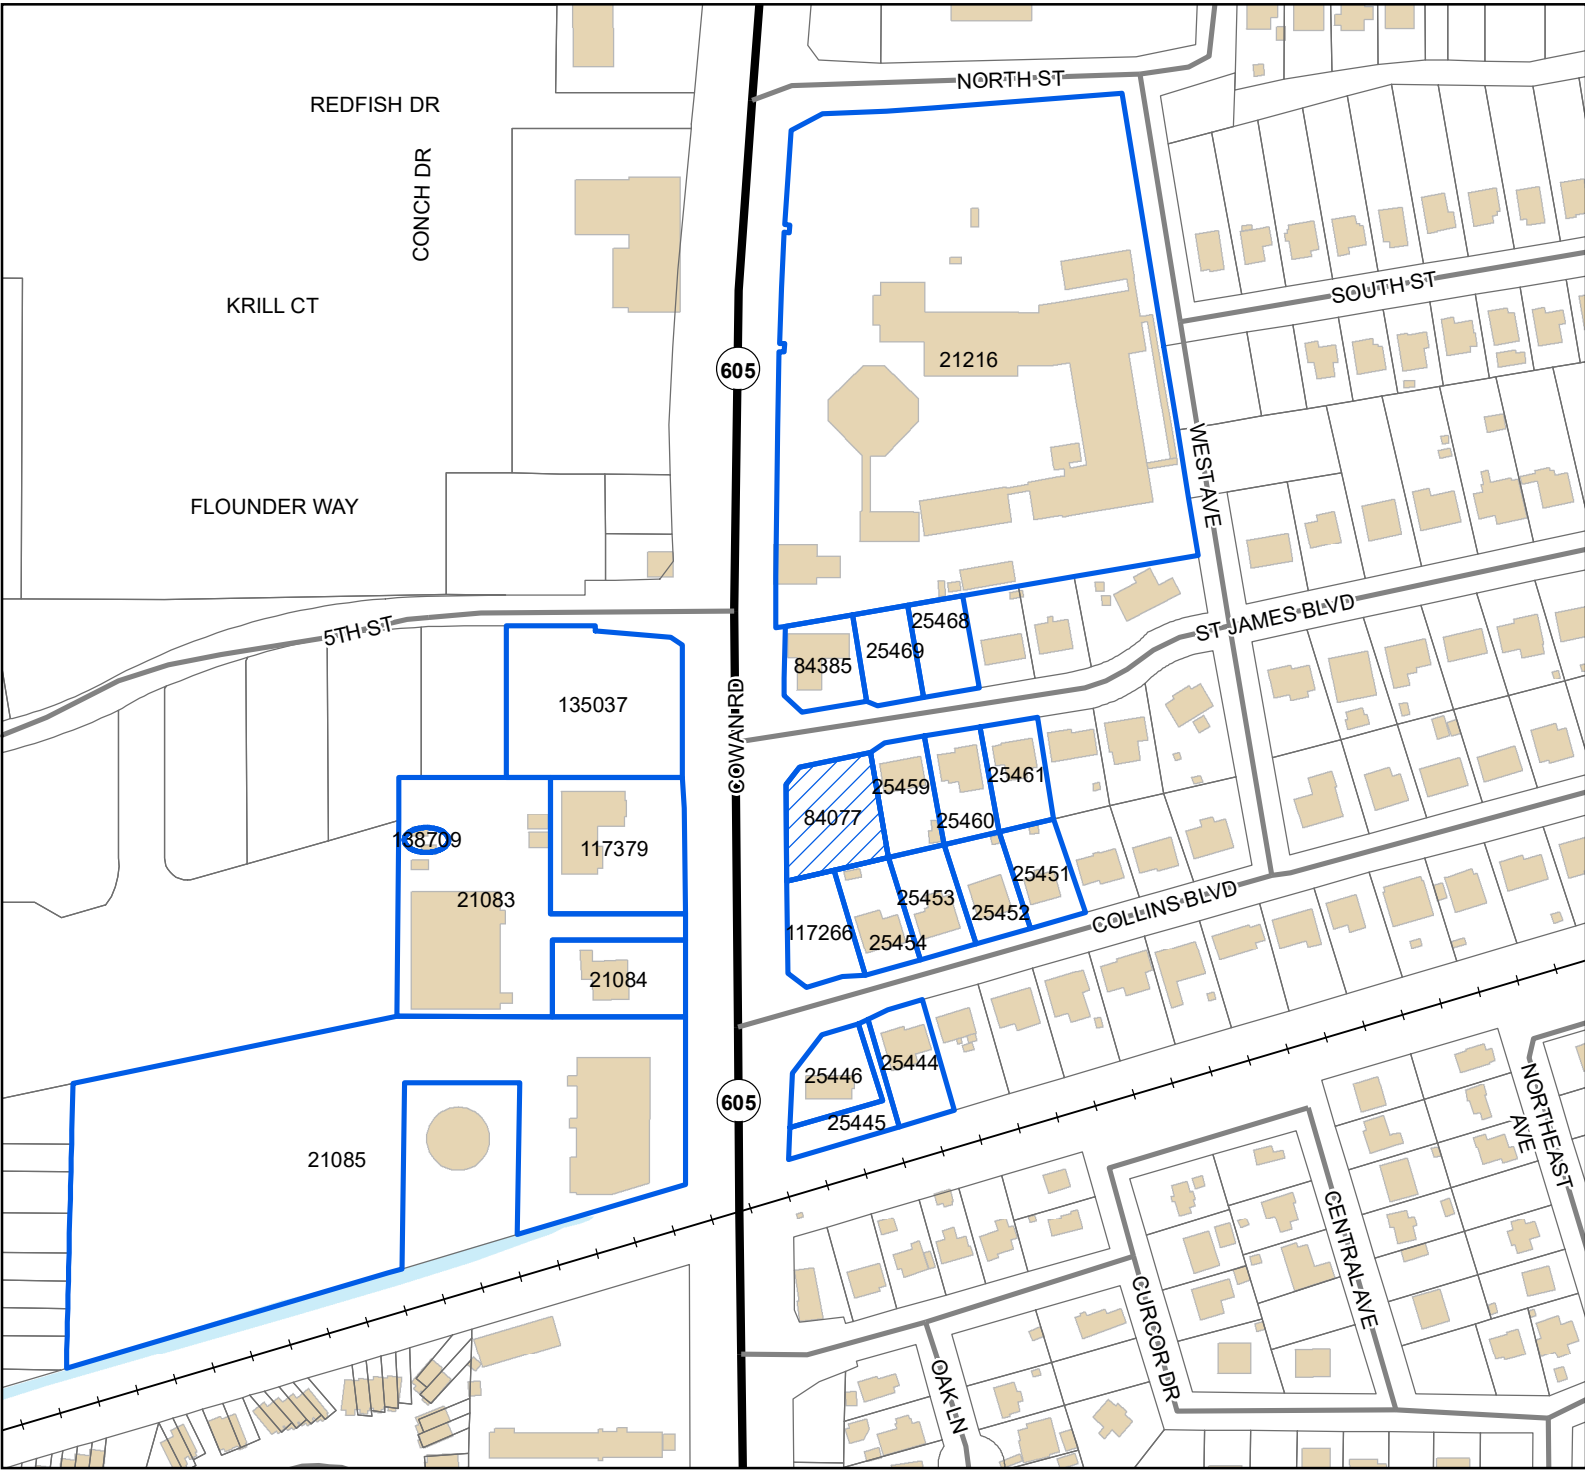 NORTH ST
REDFISH DR
CONCH DR
SOUTH ST
KRILL CT
21216
605
WEST AVE
FLOUNDER WAY
ST JAMES BLVD
25468
5TH ST
25469
84385
135037
COWAN RD
25461
25459
84077
25460
138709
117379
25451
21083
25453
COLLINS BLVD
25452
117266
25454
21084
25444
25446
605
25445
NORTHEAST
AVE
21085
CENTRAL AVE
CURCOR DR
OAK LN